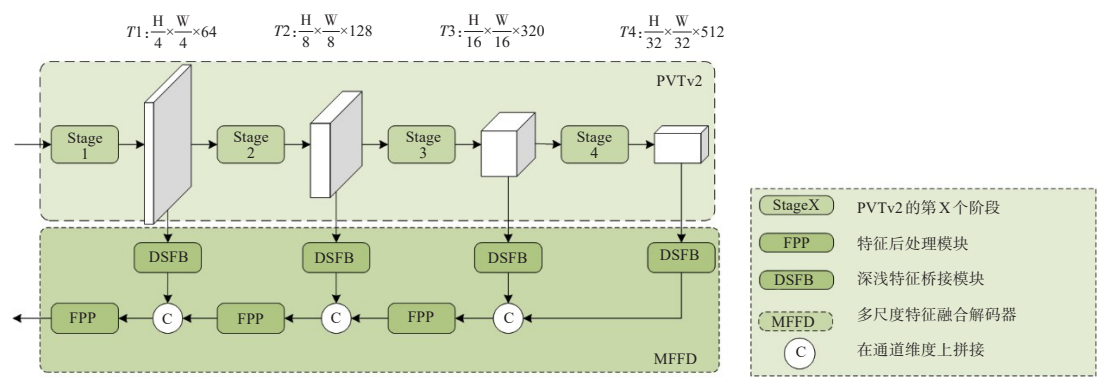 T1: H/4 × W/4 ×64
T2: H/8 × W/8 ×128
T3: H/16 × W/16 ×320
T4: H/32 × W/32 ×512
PVTv2
Stage
1
Stage
2
Stage
3
Stage
4
DSFB
DSFB
DSFB
DSFB
FPP
C
FPP
C
FPP
C
MFFD
StageX
PVTv2的第X个阶段
FPP
特征后处理模块
DSFB
深浅特征桥接模块
MFFD
多尺度特征融合解码器
C
在通道维度上拼接